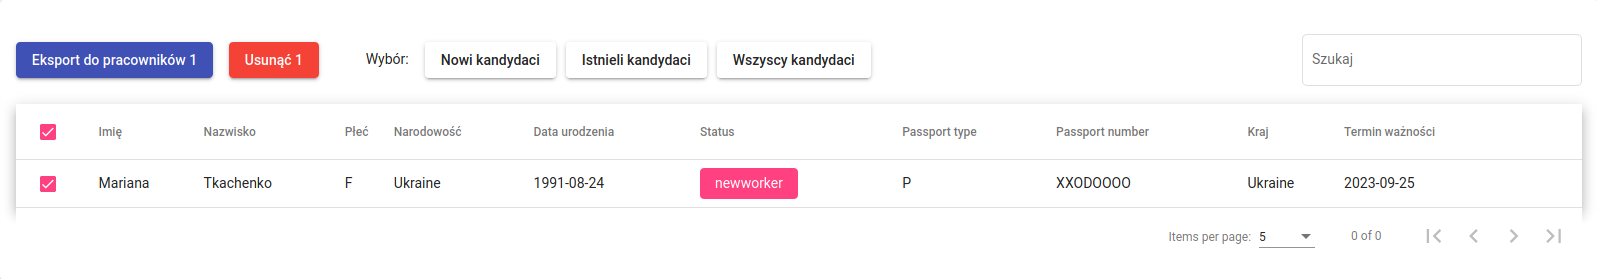 Eksport do pracowników 1 Usunąć 1 Wybór: Nowi kandydaci Istnieli kandydaci Wszyscy kandydaci Szukaj
Imię Nazwisko Płeć Narodowość Data urodzenia Status Passport type Passport number Kraj Termin ważności
Mariana Tkachenko F Ukraine 1991-08-24 newworker P XXODOOOO Ukraine 2023-09-25
Items per page: 5 0 of 0